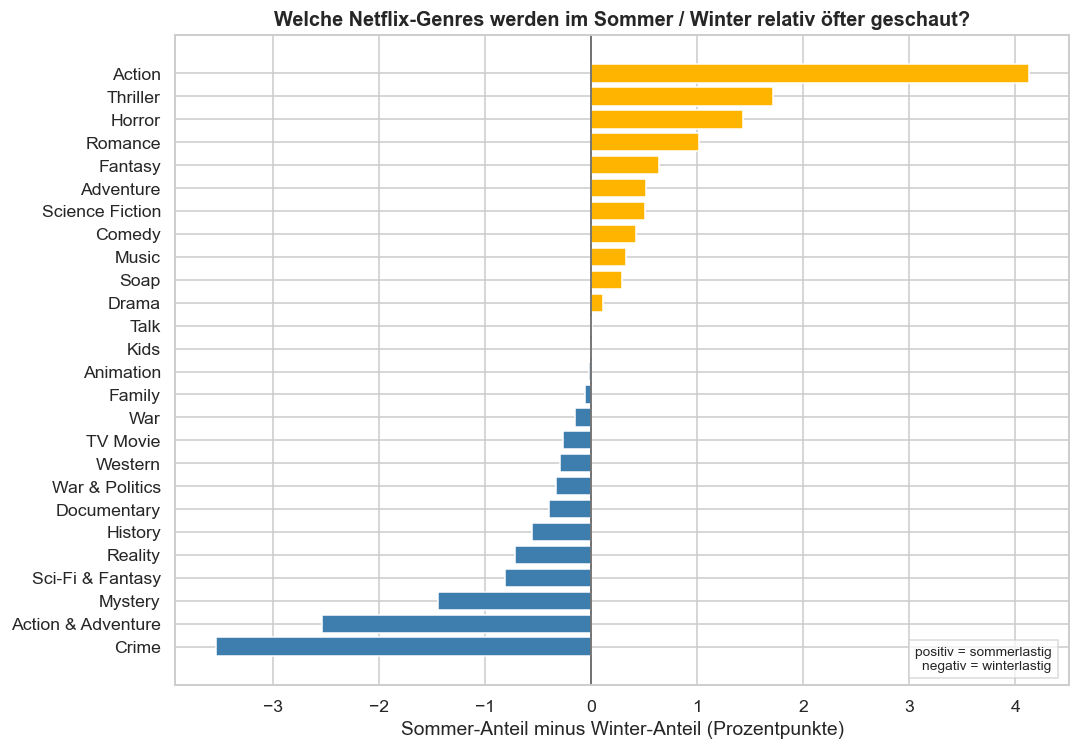 Welche Netflix-Genres werden im Sommer / Winter relativ öfter geschaut?
Action
Thriller
Horror
Romance
Fantasy
Adventure
Science Fiction
Comedy
Music
Soap
Drama
Talk
Kids
Animation
Family
War
TV Movie
Western
War & Politics
Documentary
History
Reality
Sci-Fi & Fantasy
Mystery
Action & Adventure
Crime
positiv = sommerlastig
negativ = winterlastig
−3 −2 −1 0 1 2 3 4
Sommer-Anteil minus Winter-Anteil (Prozentpunkte)